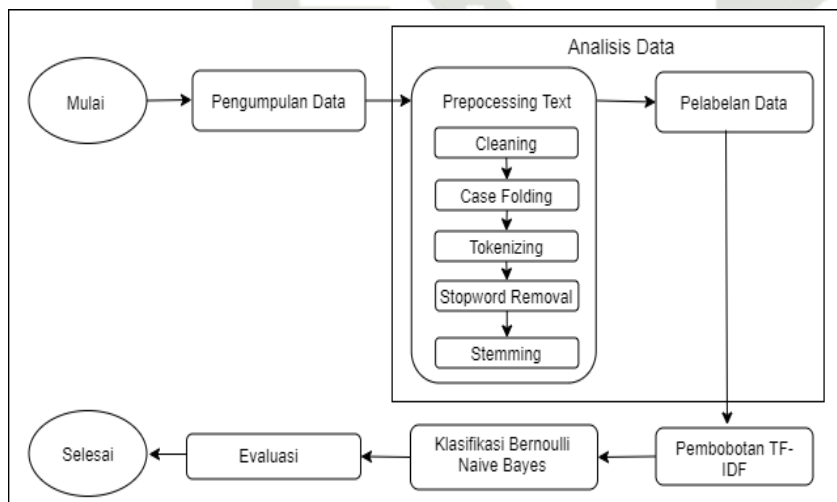 Analisis Data
Mulai
Pengumpulan Data
Prepocessing Text
Cleaning
Case Folding
Tokenizing
Stopword Removal
Stemming
Pelabelan Data
Pembobotan TF-
IDF
Klasifikasi Bernoulli
Naive Bayes
Evaluasi
Selesai